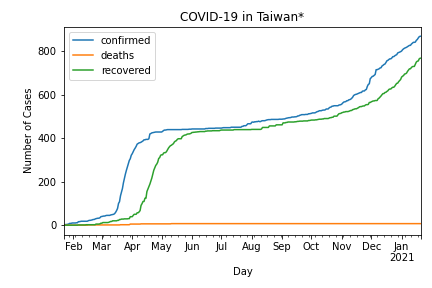 COVID-19 in Taiwan*
confirmed
deaths
recovered
Number of Cases
800
600
400
200
0
Feb Mar Apr May Jun Jul Aug Sep Oct Nov Dec Jan
2021
Day